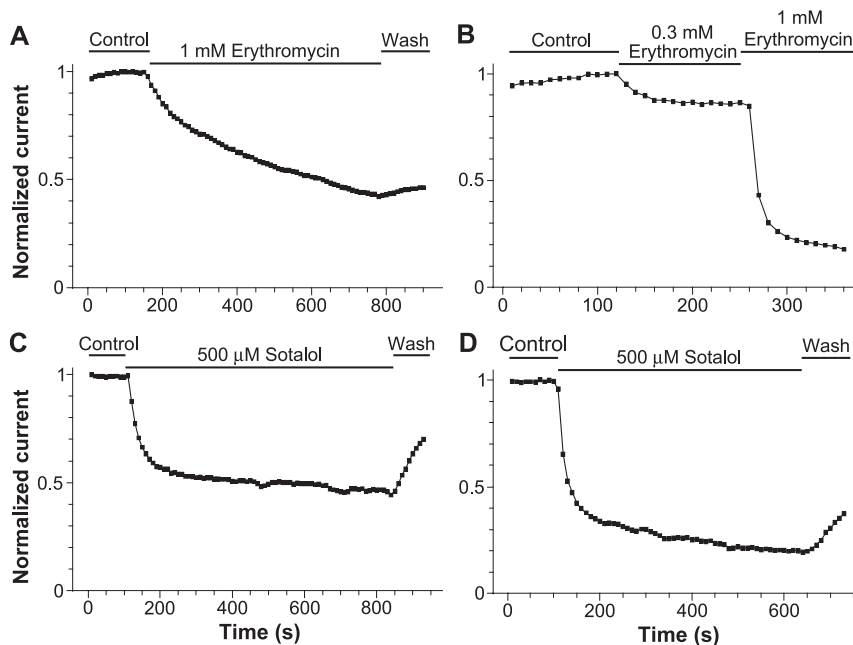 A
Control
1 mM Erythromycin
Wash
Normalized current
1
0.5
0
0 200 400 600 800
B
Control
0.3 mM
Erythromycin
1 mM
Erythromycin
1
0.5
0
0 100 200 300
C
Control
500 µM Sotalol
Wash
Normalized current
1
0.5
0
0 200 400 600 800
Time (s)
D
Control
500 µM Sotalol
Wash
1
0.5
0
0 200 400 600
Time (s)